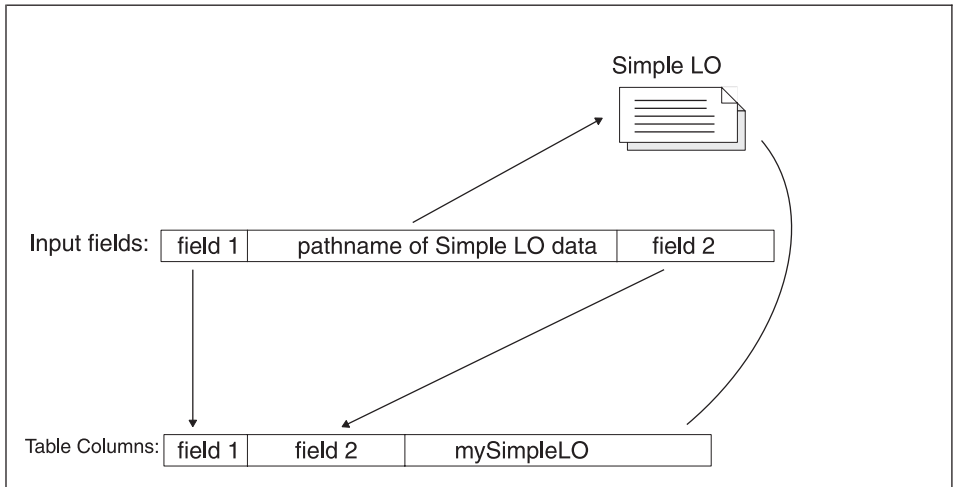 Simple LO
Input fields: field 1 pathname of Simple LO data field 2
Table Columns: field 1 field 2 mySimpleLO